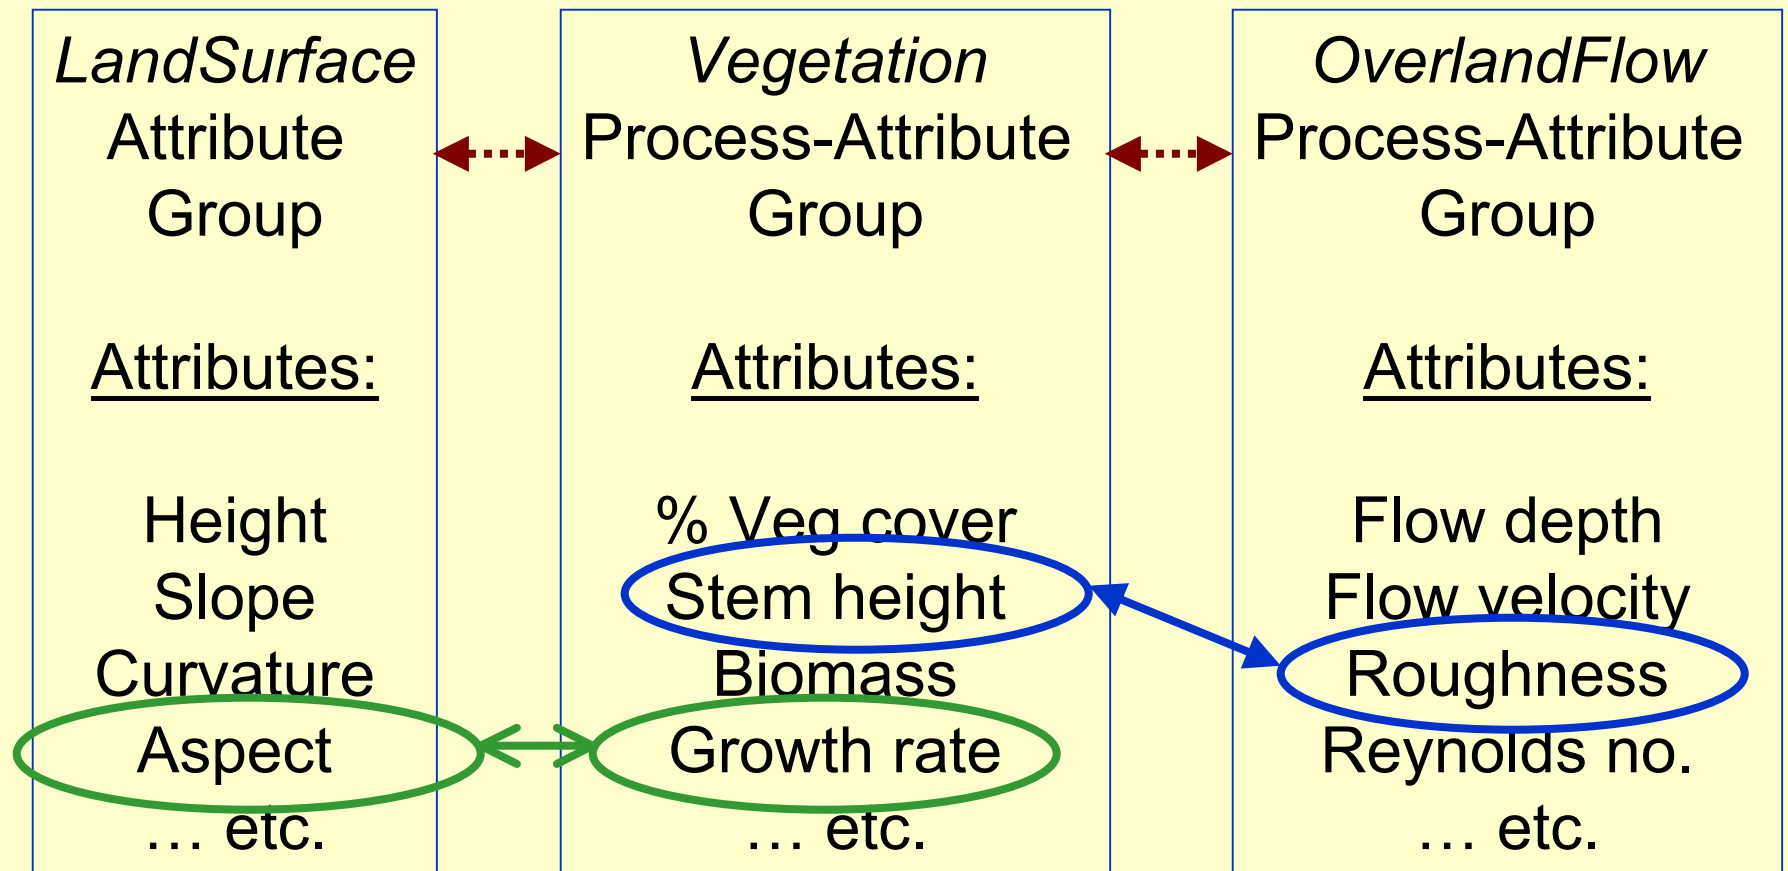 LandSurface
Attribute
Group
Attributes:
Height
Slope
Curvature
Aspect
… etc.
Vegetation
Process-Attribute
Group
Attributes:
% Veg cover
Stem height
Biomass
Growth rate
… etc.
OverlandFlow
Process-Attribute
Group
Attributes:
Flow depth
Flow velocity
Roughness
Reynolds no.
… etc.